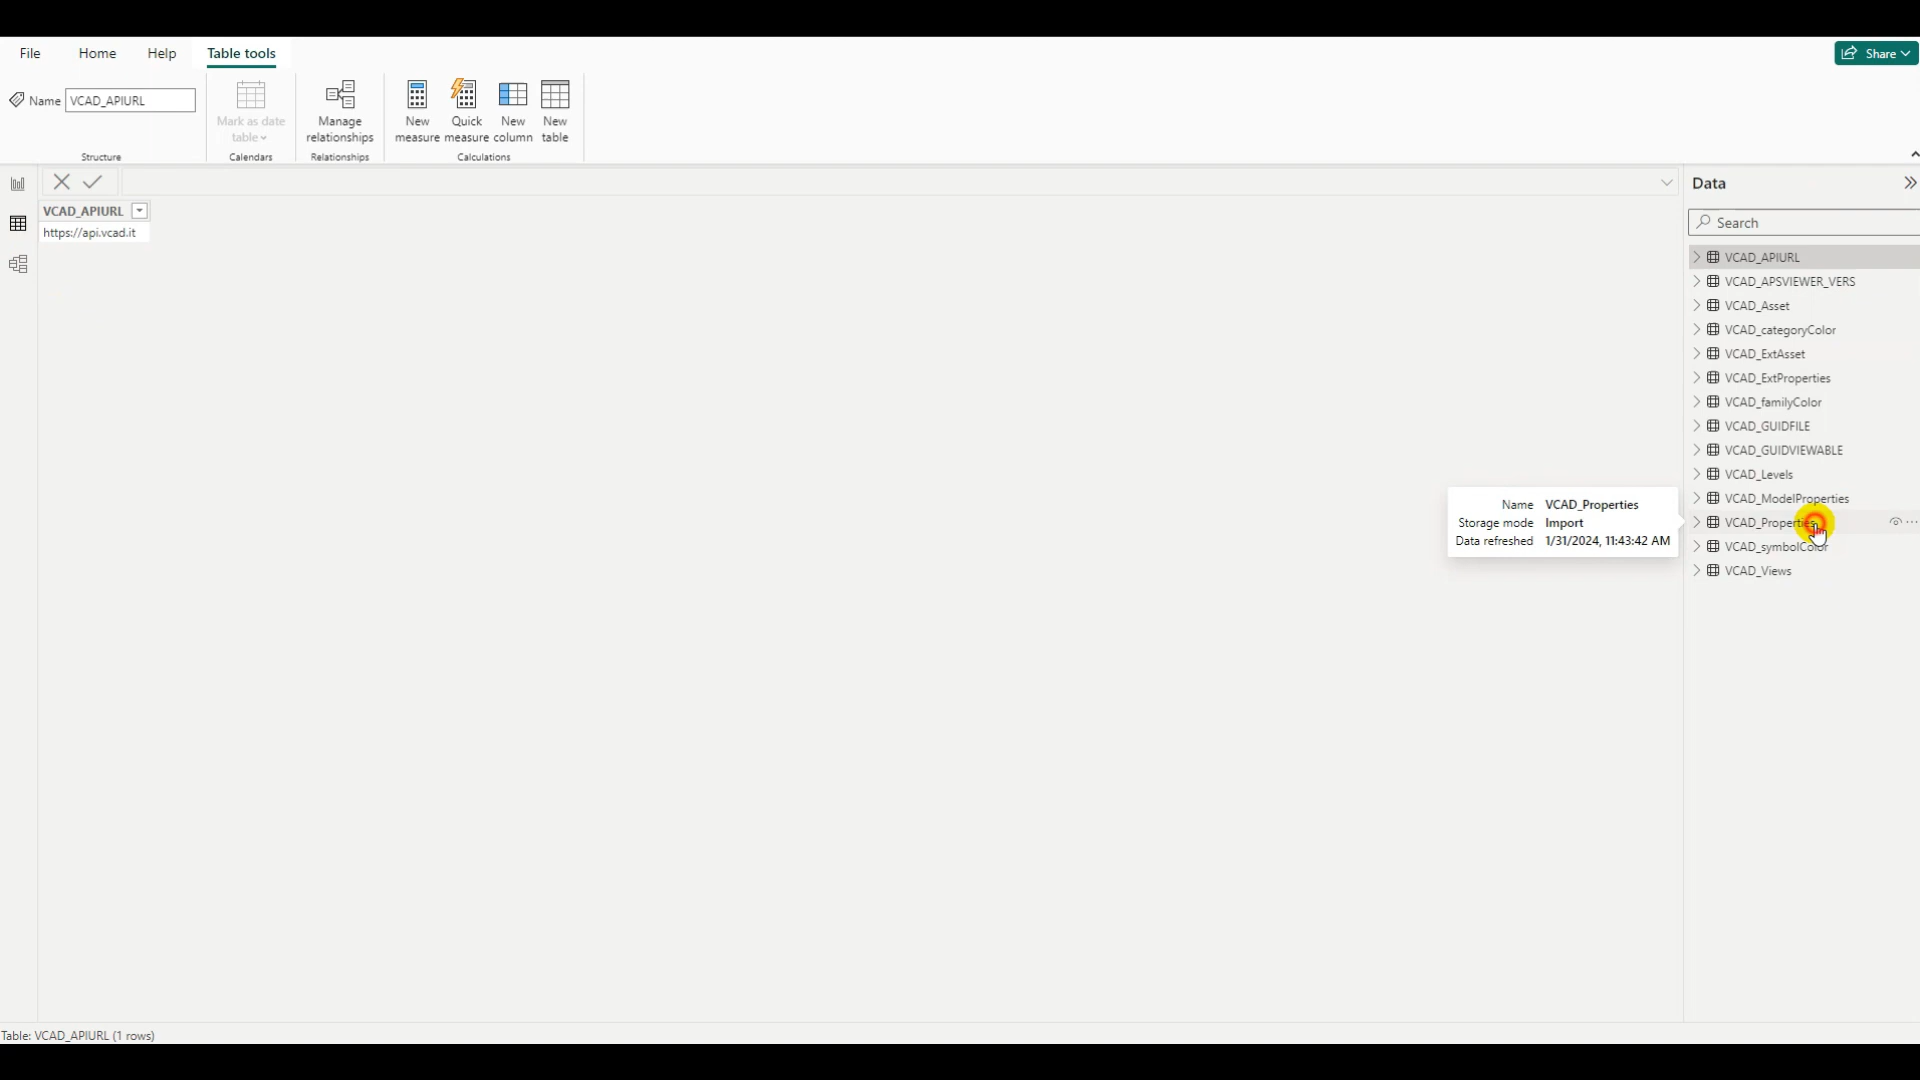 File Home Help Table tools
Share
Name VCAD_APIURL
Mark as date
table
Manage
relationships
New
measure
Quick
measure
New
column
New
table
Structure
Calendars
Relationships
Calculations
Data
VCAD_APIURL
https://api.vcad.it
Search
VCAD_APIURL
VCAD_APSVIEWER_VERS
VCAD_Asset
VCAD_categoryColor
VCAD_ExtAsset
VCAD_ExtProperties
VCAD_familyColor
VCAD_GUIDFILE
VCAD_GUIDVIEWABLE
VCAD_Levels
VCAD_ModelProperties
VCAD_Properties
VCAD_symbolColor
VCAD_Views
Name VCAD_Properties
Storage mode Import
Data refreshed 1/31/2024, 11:43:42 AM
Table: VCAD_APIURL (1 rows)